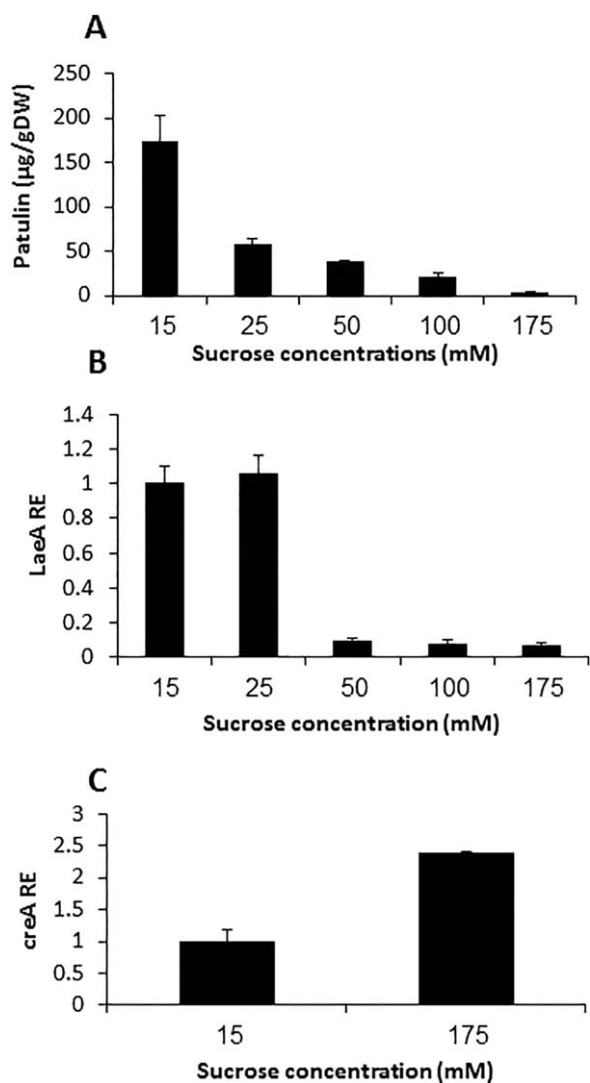 A
Patulin (µg/gDW)
250
200
150
100
50
0
15 25 50 100 175
Sucrose concentrations (mM)
B
LaeA RE
1.4
1.2
1
0.8
0.6
0.4
0.2
0
15 25 50 100 175
Sucrose concentration (mM)
C
creA RE
3
2.5
2
1.5
1
0.5
0
15 175
Sucrose concentration (mM)